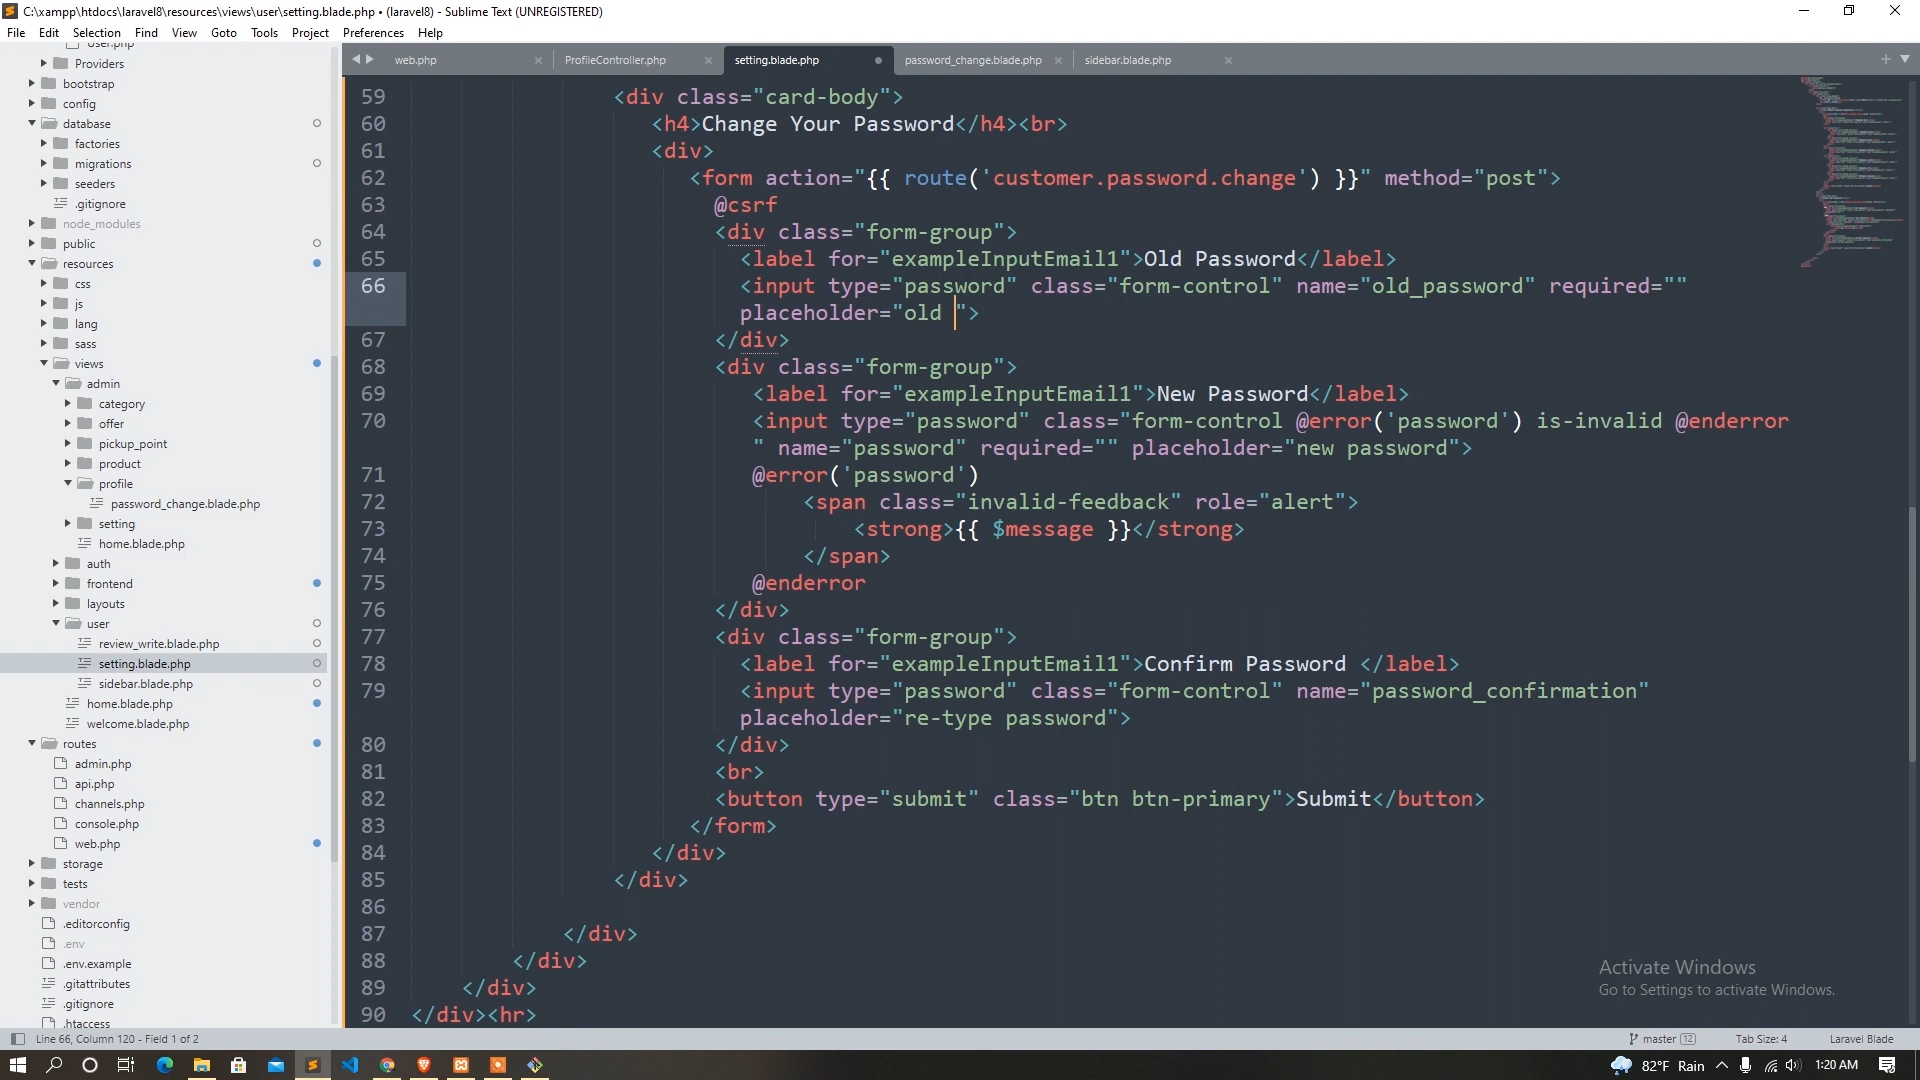 C:\xampp\htdocs\laravel8\resources\views\user\setting.blade.php • (laravel8) - Sublime Text (UNREGISTERED)
File Edit Selection Find View Goto Tools Project Preferences Help
User.php
Providers
bootstrap
config
database
factories
migrations
seeders
.gitignore
node_modules
public
resources
css
js
lang
sass
views
admin
category
offer
pickup_point
product
profile
password_change.blade.php
setting
home.blade.php
auth
frontend
layouts
user
review_write.blade.php
setting.blade.php
sidebar.blade.php
home.blade.php
welcome.blade.php
routes
admin.php
api.php
channels.php
console.php
web.php
storage
tests
vendor
.editorconfig
.env
.env.example
.gitattributes
.gitignore
.htaccess
web.php ProfileController.php setting.blade.php password_change.blade.php sidebar.blade.php
59 <div class="card-body">
60 <h4>Change Your Password</h4><br>
61 <div>
62 <form action="{{ route('customer.password.change') }}" method="post">
63 @csrf
64 <div class="form-group">
65 <label for="exampleInputEmail1">Old Password</label>
66 <input type="password" class="form-control" name="old_password" required=""
placeholder="old ">
67 </div>
68 <div class="form-group">
69 <label for="exampleInputEmail1">New Password</label>
70 <input type="password" class="form-control @error('password') is-invalid @enderror
" name="password" required="" placeholder="new password">
71 @error('password')
72 <span class="invalid-feedback" role="alert">
73 <strong>{{ $message }}</strong>
74 </span>
75 @enderror
76 </div>
77 <div class="form-group">
78 <label for="exampleInputEmail1">Confirm Password </label>
79 <input type="password" class="form-control" name="password_confirmation"
placeholder="re-type password">
80 </div>
81 <br>
82 <button type="submit" class="btn btn-primary">Submit</button>
83 </form>
84 </div>
85 </div>
86
87 </div>
88 </div>
89 </div>
90 </div><hr>
Activate Windows
Go to Settings to activate Windows.
Line 66, Column 120 - Field 1 of 2 master 12 Tab Size: 4 Laravel Blade
82°F Rain 1:20 AM